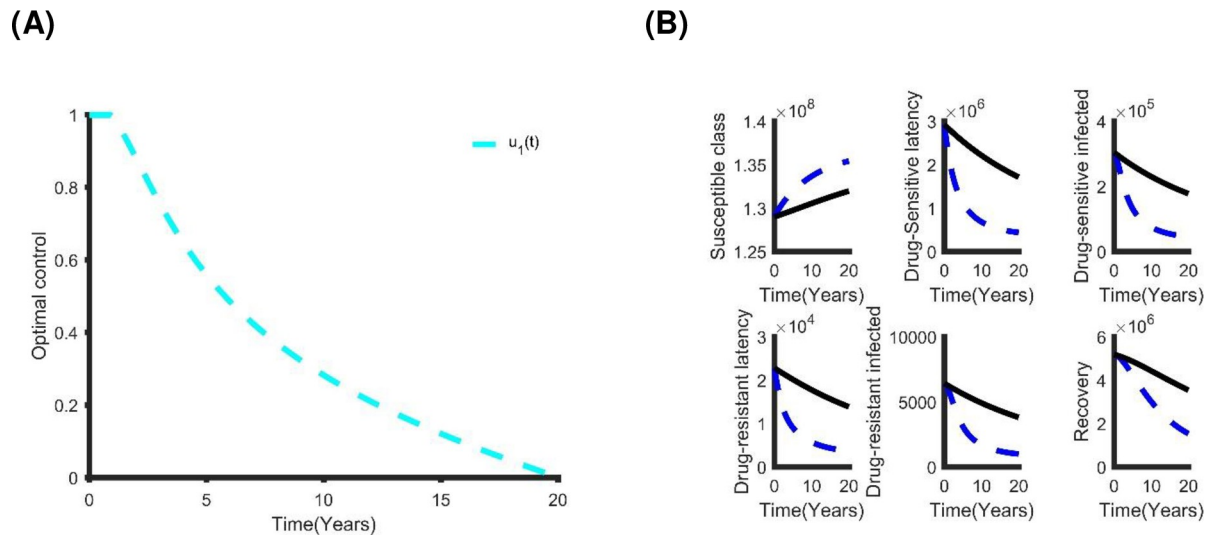 (A)
(B)
1
0.8
0.6
0.4
0.2
0
Optimal control
u1(t)
0 5 10 15 20
Time(Years)
Susceptible class
×10^8
1.4
1.35
1.3
1.25
0 10 20
Time(Years)
Drug-Sensitive latency
×10^6
3
2
1
0
0 10 20
Time(Years)
Drug-sensitive infected
×10^5
4
2
0
0 10 20
Time(Years)
Drug-resistant latency
×10^4
3
2
1
0
0 10 20
Time(Years)
Drug-resistant infected
10000
5000
0
0 10 20
Time(Years)
Recovery
×10^6
6
4
2
0
0 10 20
Time(Years)